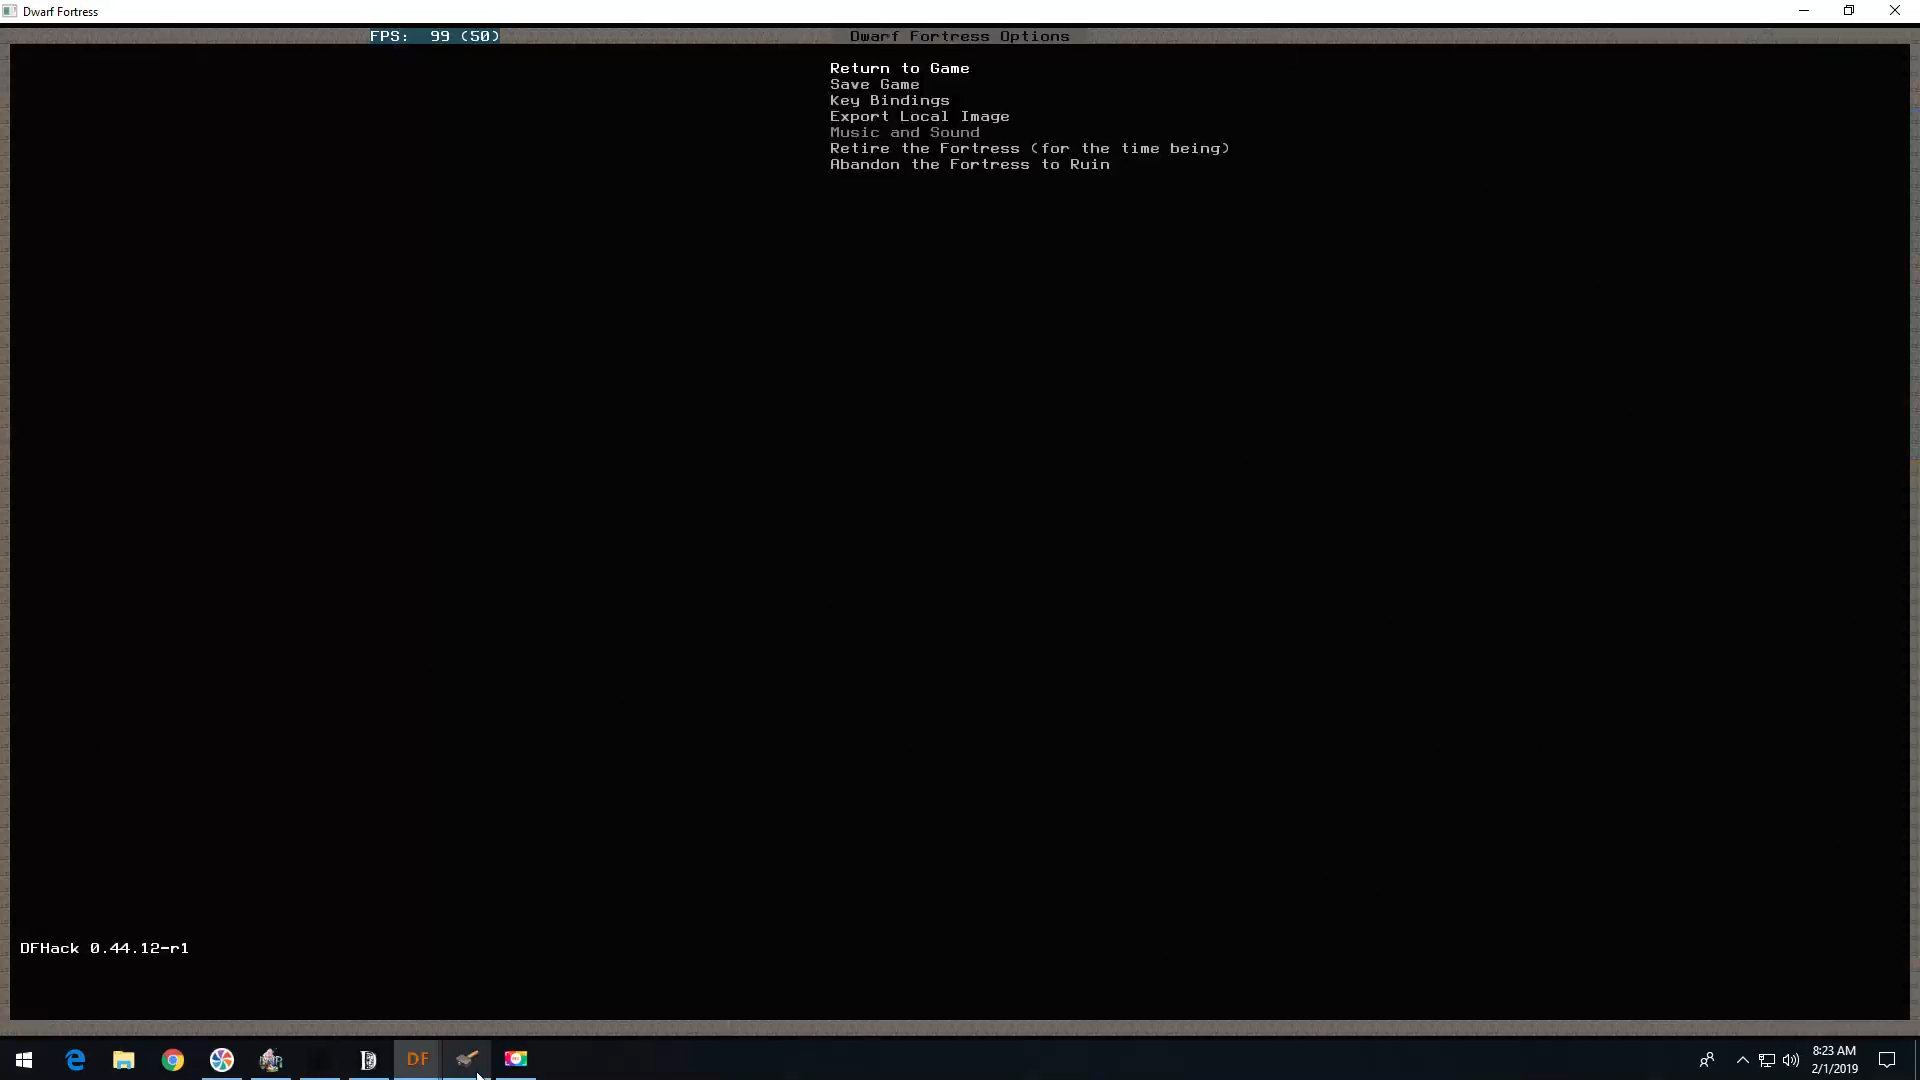 Dwarf Fortress
FPS:  99 (50)
Dwarf Fortress Options
Return to Game
Save Game
Key Bindings
Export Local Image
Music and Sound
Retire the Fortress (for the time being)
Abandon the Fortress to Ruin
DFHack 0.44.12-r1
DF
8:23 AM
2/1/2019